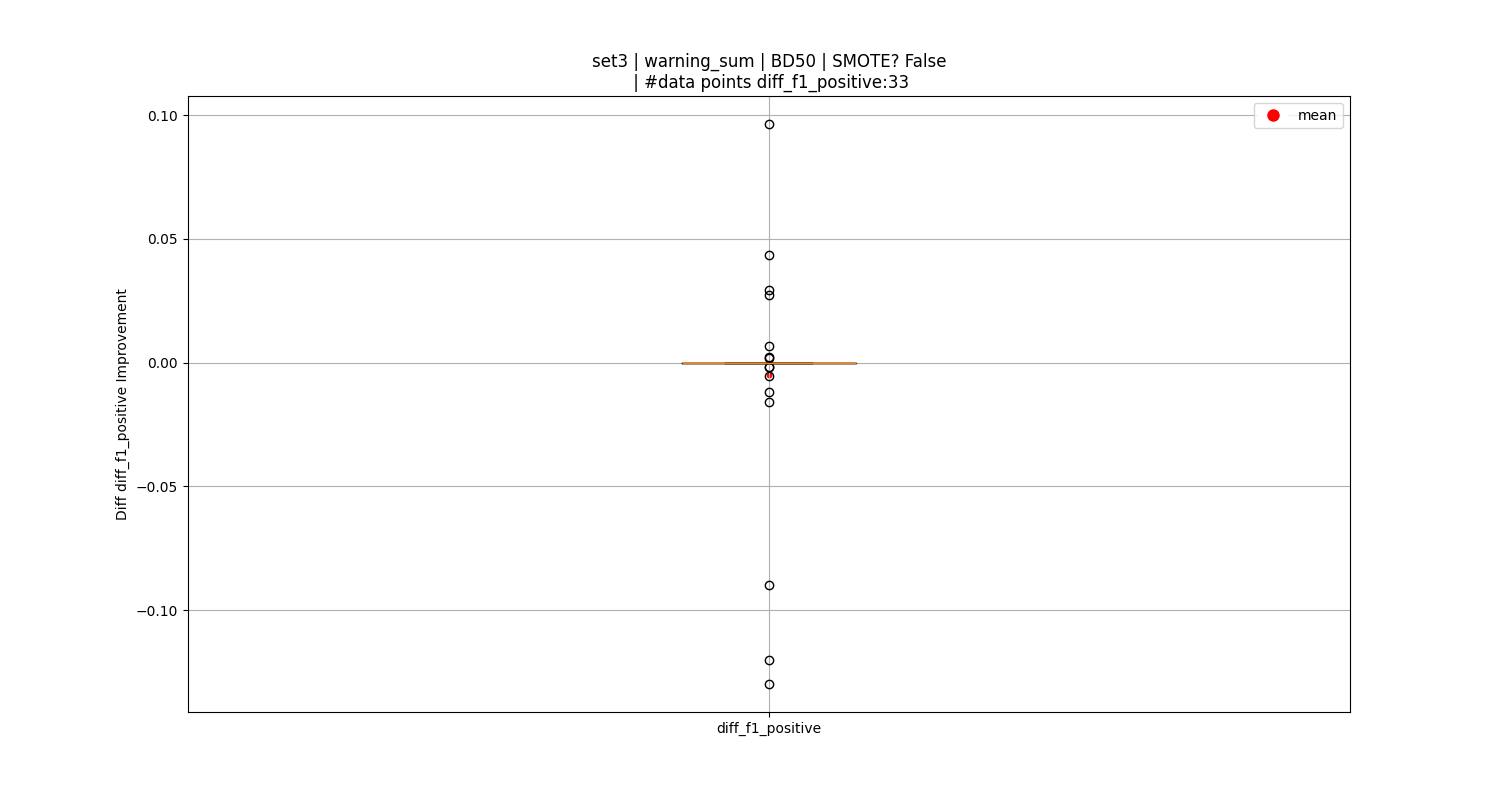 set3 | warning_sum | BD50 | SMOTE? False
| #data points diff_f1_positive:33
mean
0.10
0.05
0.00
−0.05
−0.10
Diff diff_f1_positive Improvement
diff_f1_positive